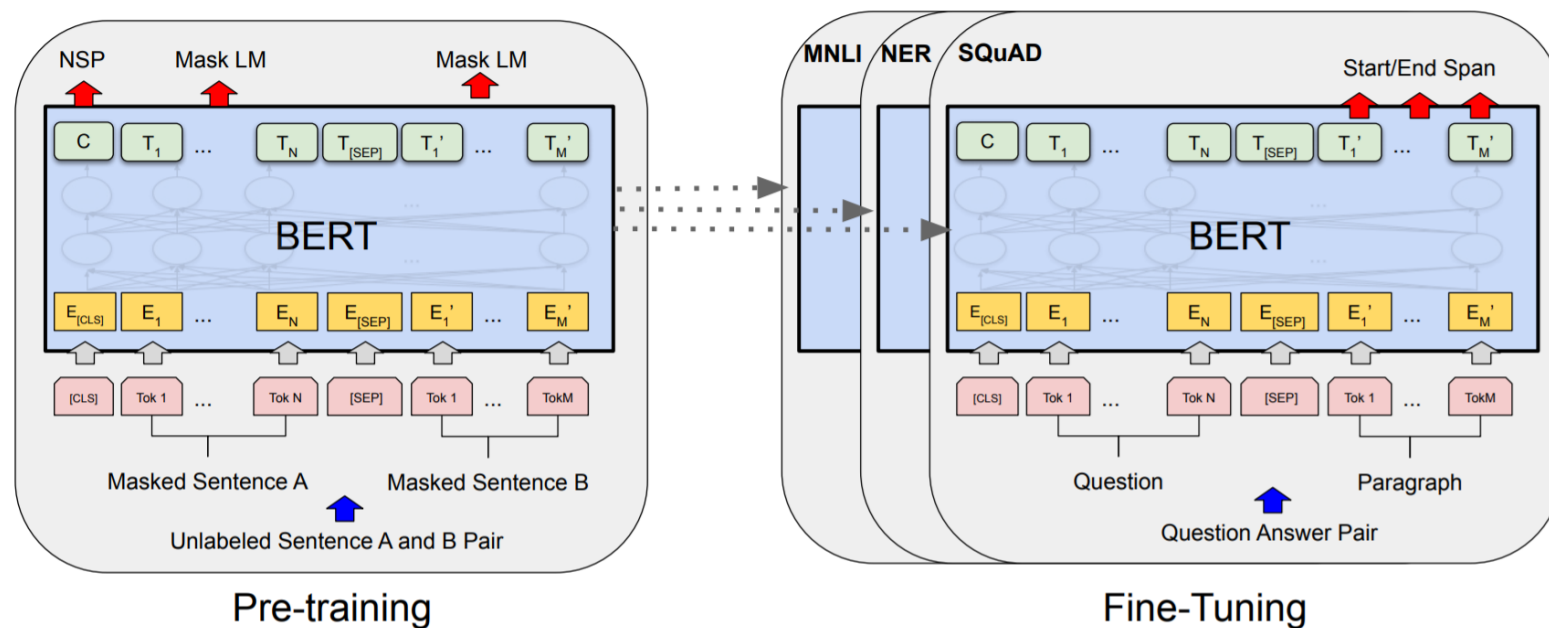 NSP Mask LM Mask LM
C T1 ... TN T[SEP] T1’ ... TM’
...
BERT
...
E[CLS] E1 ... EN E[SEP] E1’ ... EM’
[CLS] Tok 1 ... Tok N [SEP] Tok 1 ... TokM
Masked Sentence A Masked Sentence B
Unlabeled Sentence A and B Pair
Pre-training
MNLI NER SQuAD
Start/End Span
C T1 ... TN T[SEP] T1’ ... TM’
...
BERT
...
E[CLS] E1 ... EN E[SEP] E1’ ... EM’
[CLS] Tok 1 ... Tok N [SEP] Tok 1 ... TokM
Question Paragraph
Question Answer Pair
Fine-Tuning